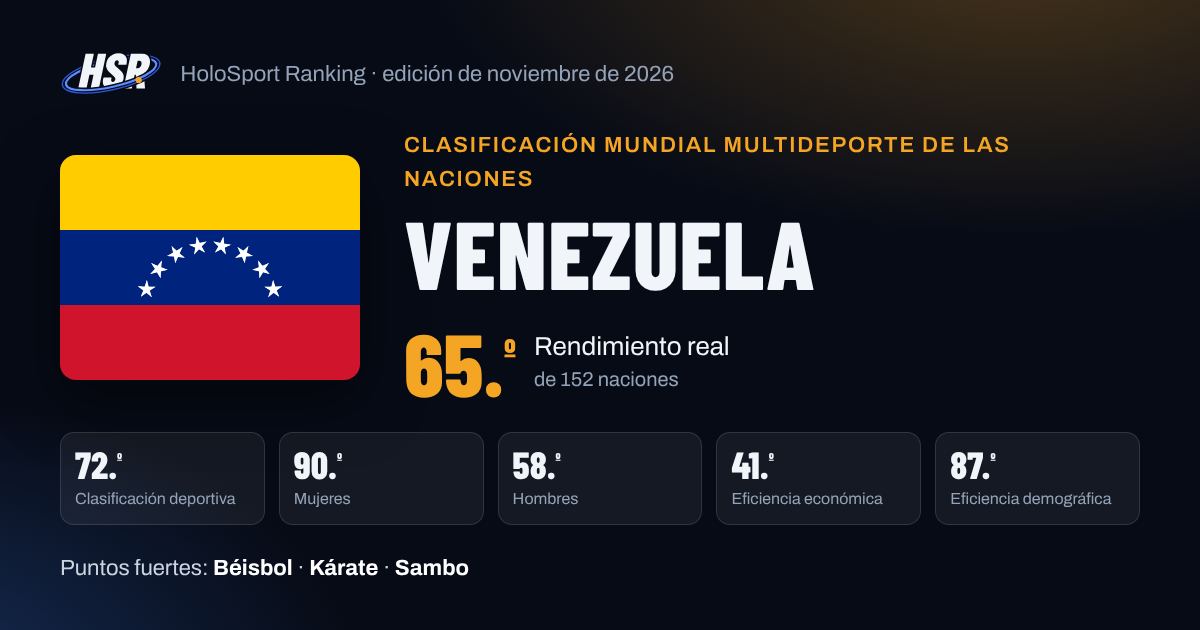 HSR
HoloSport Ranking · edición de noviembre de 2026
CLASIFICACIÓN MUNDIAL MULTIDEPORTE DE LAS
NACIONES
VENEZUELA
65.º
Rendimiento real
de 152 naciones
72.º
Clasificación deportiva
90.º
Mujeres
58.º
Hombres
41.º
Eficiencia económica
87.º
Eficiencia demográfica
Puntos fuertes: Béisbol · Kárate · Sambo